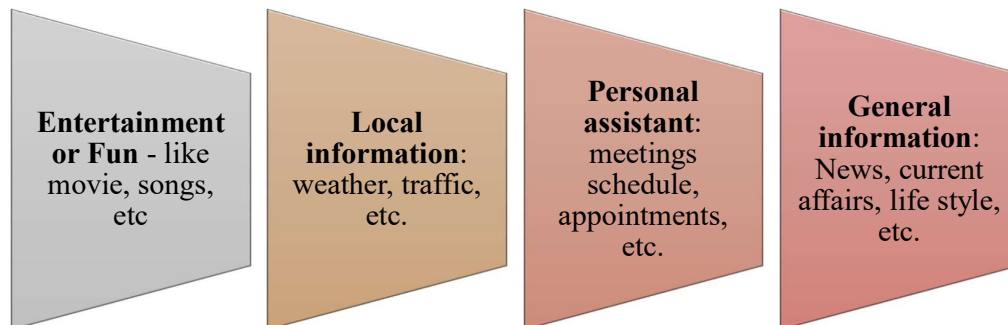 Entertainment
or Fun - like
movie, songs,
etc
Local
information:
weather, traffic,
etc.
Personal
assistant:
meetings
schedule,
appointments,
etc.
General
information:
News, current
affairs, life style,
etc.